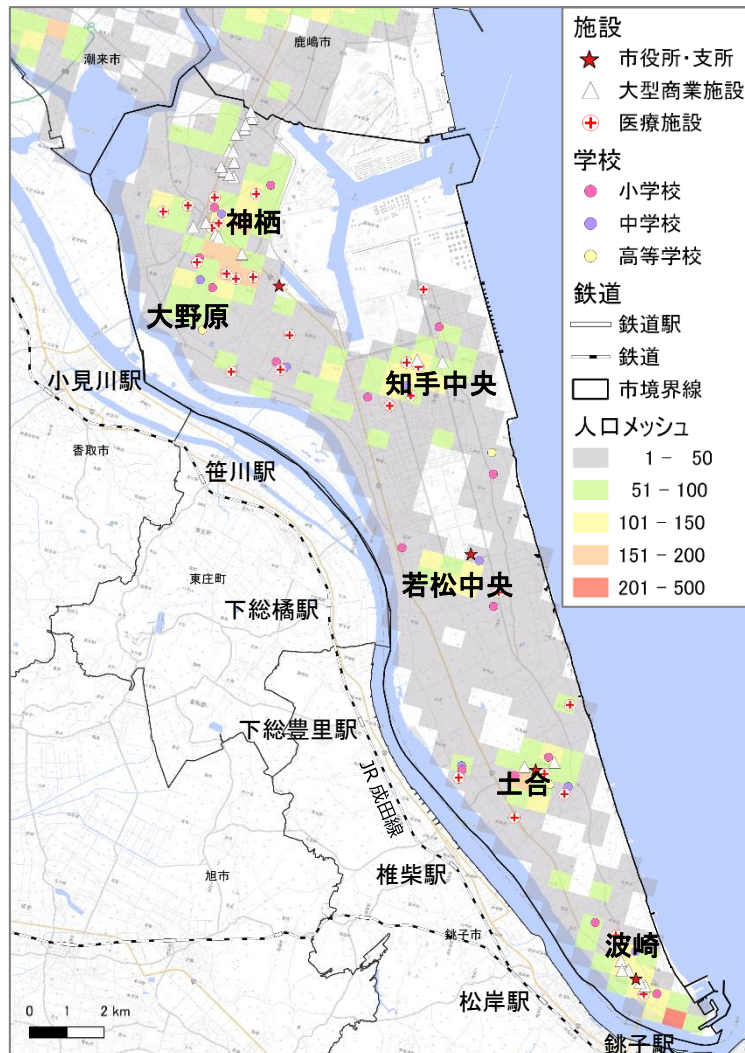 潮来市
鹿嶋市
施設
市役所・支所
大型商業施設
医療施設
学校
小学校
中学校
高等学校
鉄道
鉄道駅
鉄道
市境界線
人口メッシュ
1 - 50
51 - 100
101 - 150
151 - 200
201 - 500
神栖
大野原
知手中央
小見川駅
香取市
笹川駅
東庄町
若松中央
下総橘駅
下総豊里駅
JR 成田線
土合
旭市
椎柴駅
銚子市
波崎
松岸駅
銚子駅
0 1 2 km